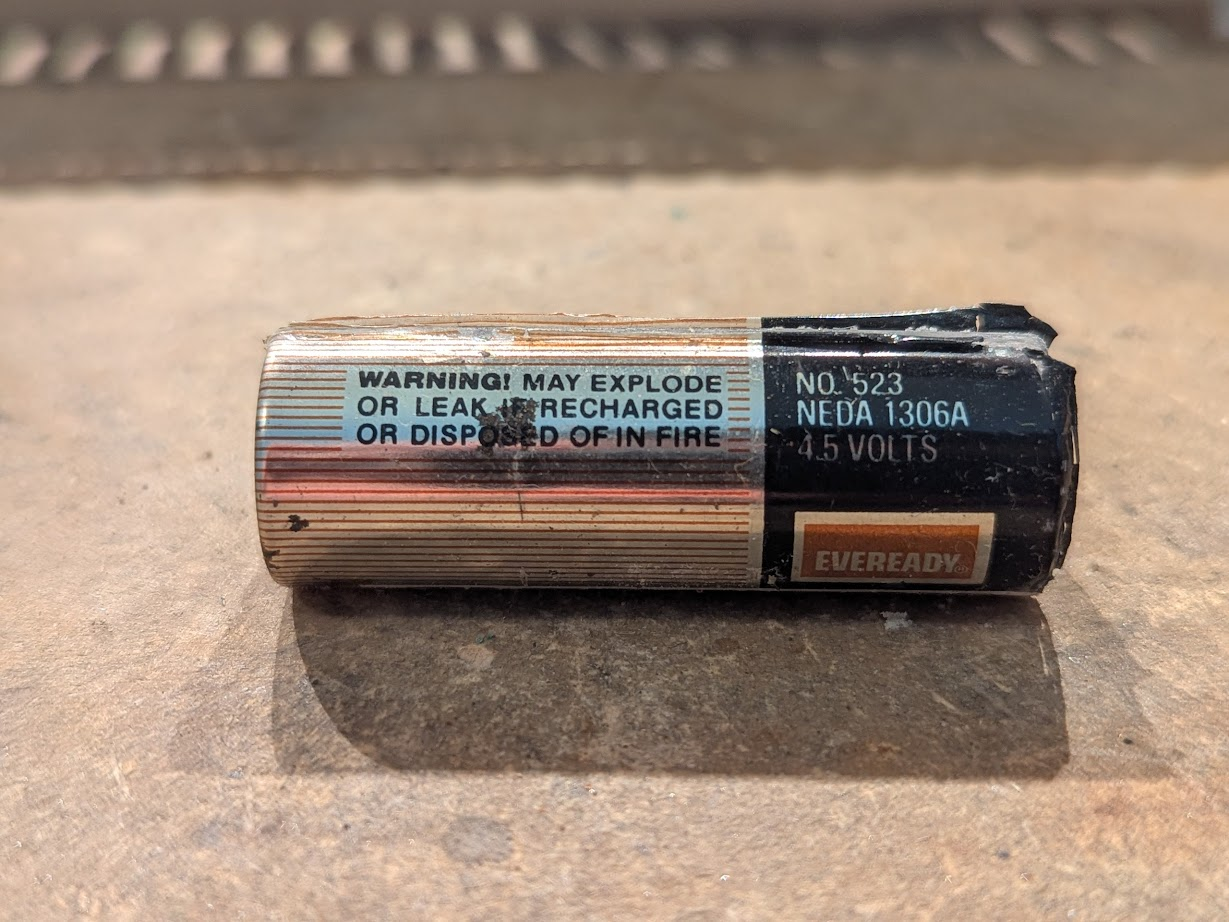 WARNING! MAY EXPLODE
OR LEAK IF RECHARGED
OR DISPOSED OF IN FIRE
NO. 523
NEDA 1306A
4.5 VOLTS
EVEREADY